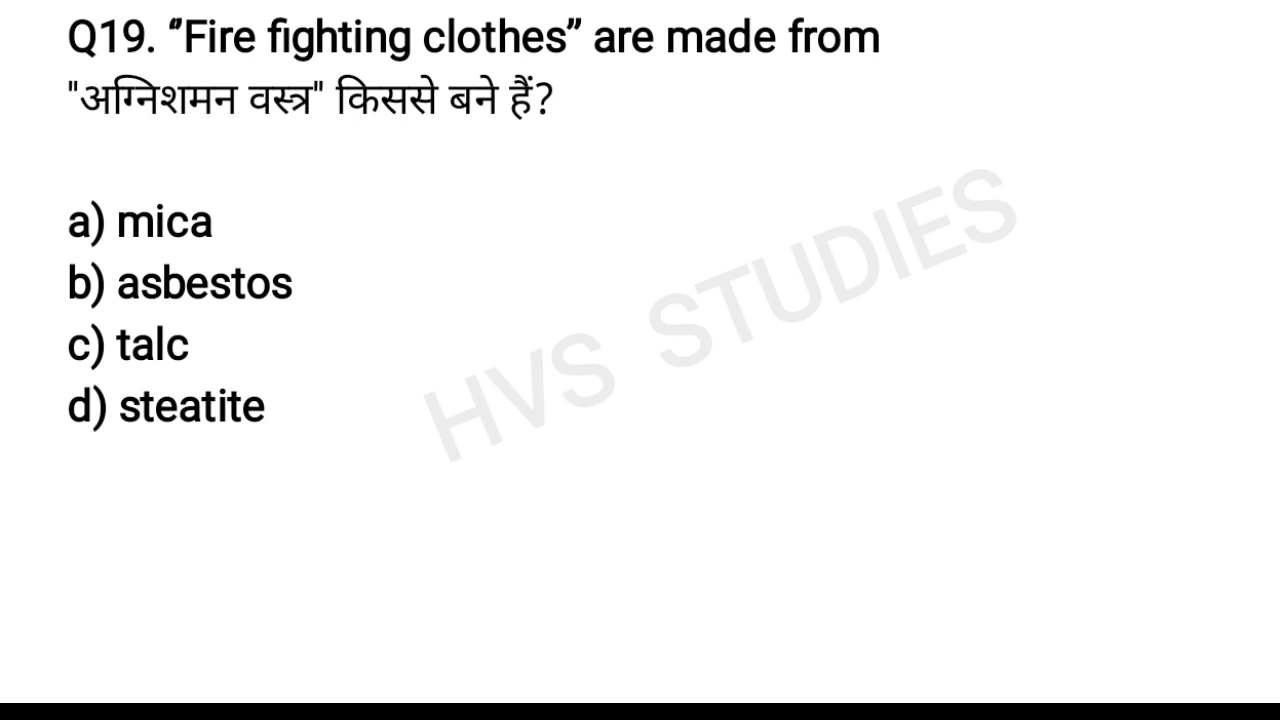 Q19. “Fire fighting clothes” are made from
"अग्निशमन वस्त्र" किससे बने हैं?
a) mica
b) asbestos
c) talc
d) steatite
HVS STUDIES